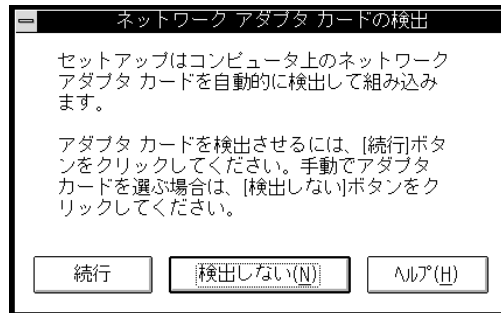 ネットワーク アダプタ カードの検出
セットアップはコンピュータ上のネットワーク
アダプタ カードを自動的に検出して組み込み
ます。
アダプタ カードを検出させるには、[続行]ボタ
ンをクリックしてください。手動でアダプタ
カードを選ぶ場合は、[検出しない]ボタンをク
リックしてください。
続行 検出しない(N) ﾍﾙﾌﾟ(H)